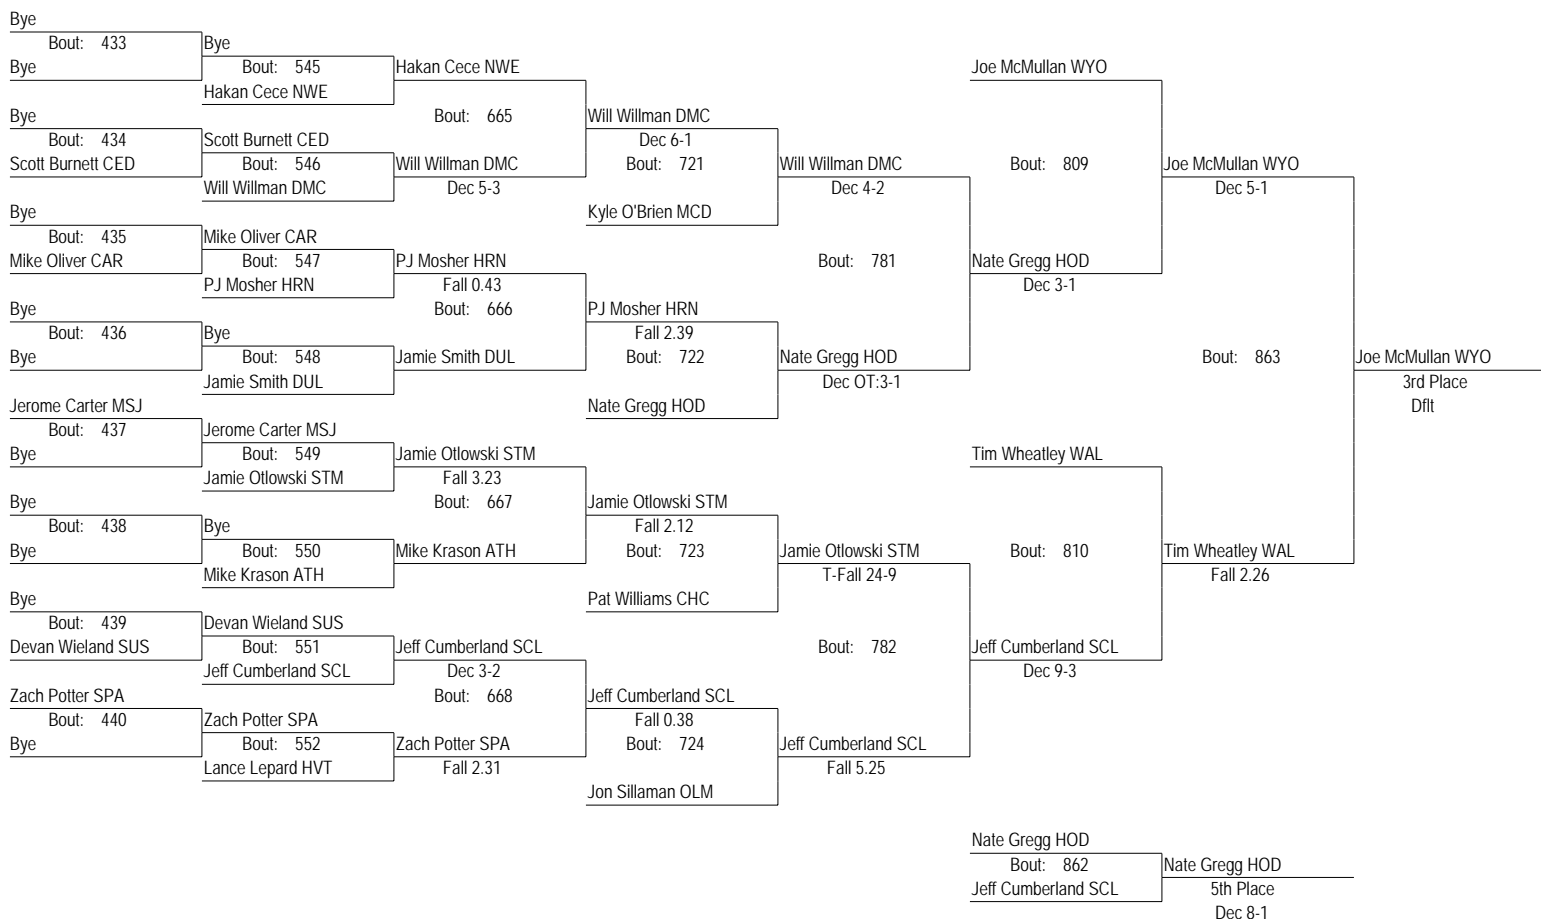 Bye
Bout: 433
Bye
Bye
Bout: 434
Scott Burnett CED
Bye
Bout: 435
Mike Oliver CAR
Bye
Bout: 436
Bye
Jerome Carter MSJ
Bout: 437
Bye
Bye
Bout: 438
Bye
Bye
Bout: 439
Devan Wieland SUS
Zach Potter SPA
Bout: 440
Bye
Bye
Bout: 545
Hakan Cece NWE
Scott Burnett CED
Bout: 546
Will Willman DMC
Mike Oliver CAR
Bout: 547
PJ Mosher HRN
Bye
Bout: 548
Jamie Smith DUL
Jerome Carter MSJ
Bout: 549
Jamie Otlowski STM
Bye
Bout: 550
Mike Krason ATH
Devan Wieland SUS
Bout: 551
Jeff Cumberland SCL
Zach Potter SPA
Bout: 552
Lance Lepard HVT
Hakan Cece NWE
Bout: 665
Will Willman DMC
Dec 5-3
PJ Mosher HRN
Fall 0.43
Bout: 666
Jamie Smith DUL
Jamie Otlowski STM
Fall 3.23
Bout: 667
Mike Krason ATH
Jeff Cumberland SCL
Dec 3-2
Bout: 668
Zach Potter SPA
Fall 2.31
Will Willman DMC
Dec 6-1
Bout: 721
Kyle O'Brien MCD
PJ Mosher HRN
Fall 2.39
Bout: 722
Nate Gregg HOD
Jamie Otlowski STM
Fall 2.12
Bout: 723
Pat Williams CHC
Jeff Cumberland SCL
Fall 0.38
Bout: 724
Jon Sillaman OLM
Will Willman DMC
Dec 4-2
Bout: 781
Nate Gregg HOD
Dec OT:3-1
Jamie Otlowski STM
T-Fall 24-9
Bout: 782
Jeff Cumberland SCL
Fall 5.25
Joe McMullan WYO
Bout: 809
Nate Gregg HOD
Dec 3-1
Tim Wheatley WAL
Bout: 810
Jeff Cumberland SCL
Dec 9-3
Joe McMullan WYO
Dec 5-1
Bout: 863
Tim Wheatley WAL
Fall 2.26
Joe McMullan WYO
3rd Place
Dflt
Nate Gregg HOD
Bout: 862
Jeff Cumberland SCL
Nate Gregg HOD
5th Place
Dec 8-1